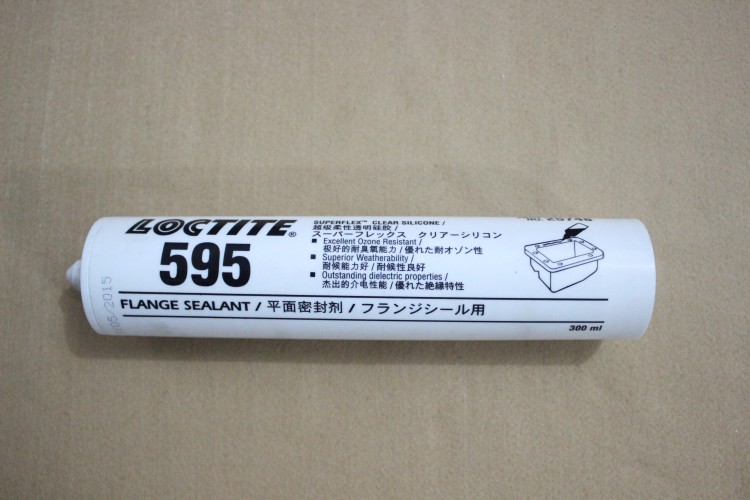 LOCTITE®
595
SUPERFLEX™ CLEAR SILICONE /
超级柔性透明硅胶 /
スーパーフレックス クリアーシリコン
■ Excellent Ozone Resistant /
极好的耐臭氧能力 / 優れた耐オゾン性
■ Superior Weatherability /
耐候能力好 / 耐候性良好
■ Outstanding dielectric properties /
杰出的介电性能 / 優れた絶縁特性
FLANGE SEALANT / 平面密封剂 / フランジシール用
300 ml
05/2015